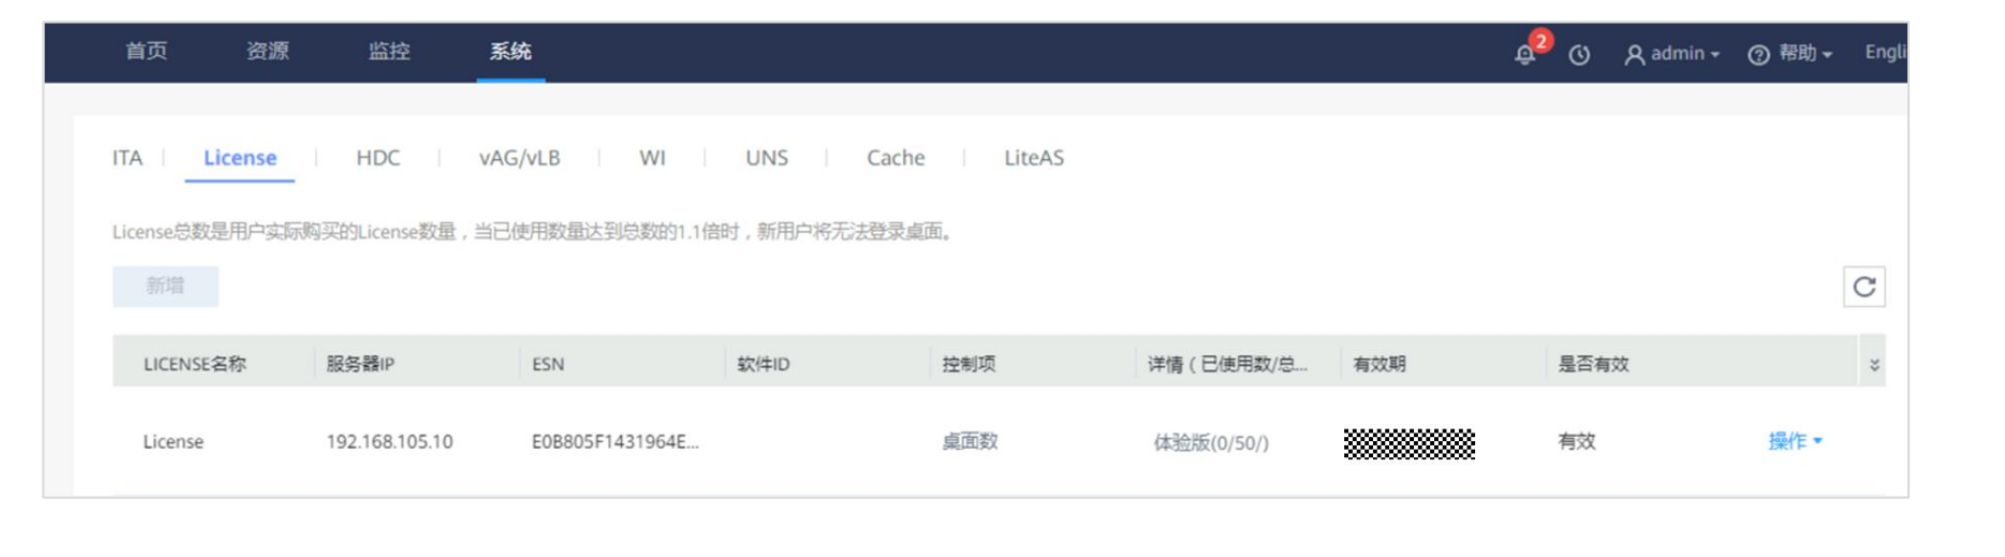 首页 资源 监控 系统 2 admin 帮助 Engli
ITA License HDC vAG/vLB WI UNS Cache LiteAS
License总数是用户实际购买的License数量，当已使用数量达到总数的1.1倍时，新用户将无法登录桌面。
新增
LICENSE名称 服务器IP ESN 软件ID 控制项 详情（已使用数/总... 有效期 是否有效
License 192.168.105.10 E0B805F1431964E... 桌面数 体验版(0/50/) 有效 操作